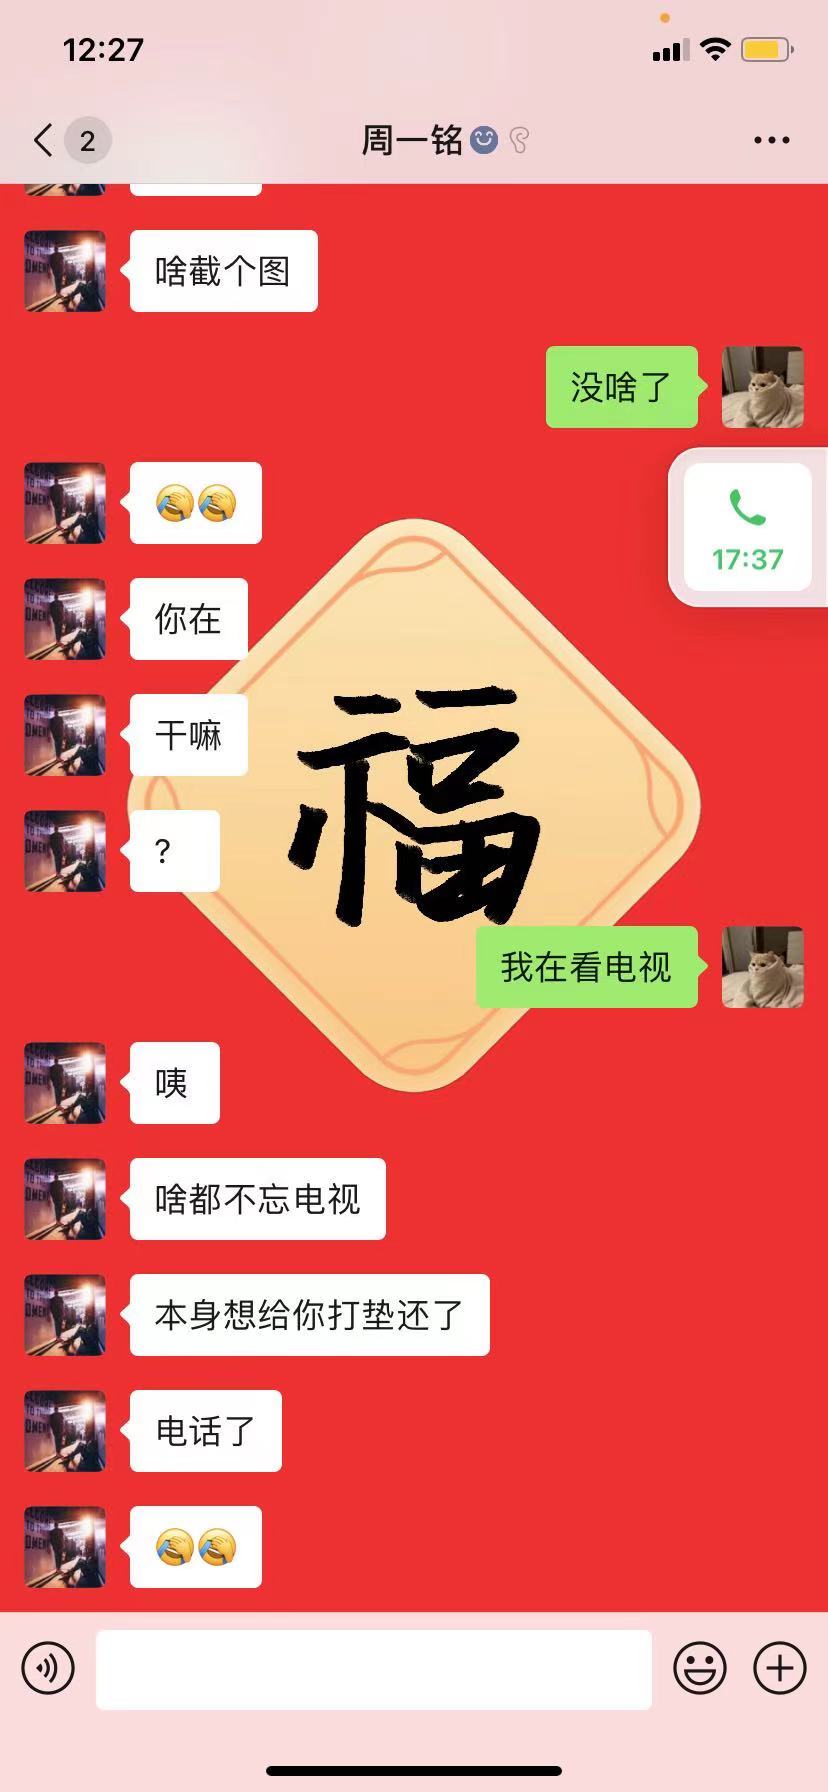 12:27
2
周一铭
啥截个图
没啥了
17:37
🤣🤣
你在
干嘛
?
福
我在看电视
咦
啥都不忘电视
本身想给你打垫还了
电话了
🤣🤣